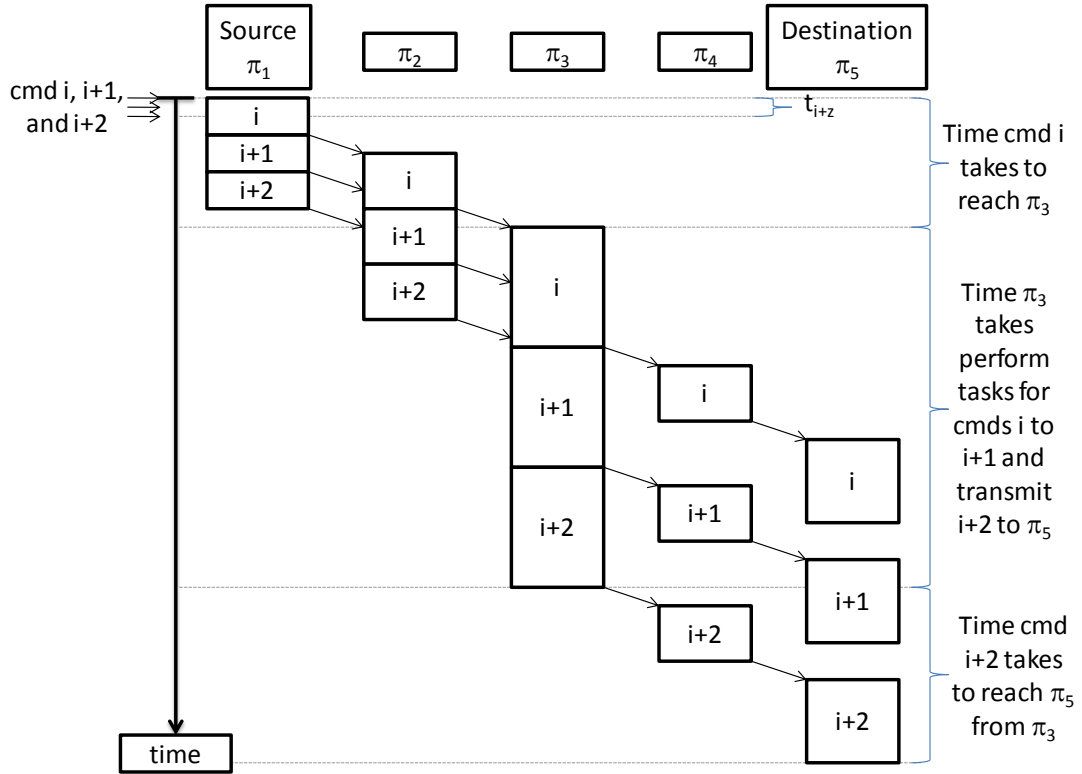 Source
π1
π2
π3
π4
Destination
π5
cmd i, i+1,
and i+2
ti+z
i
i+1
i+2
i
i+1
i+2
i
i+1
i+2
i
i+1
i+2
i
i+1
i+2
Time cmd i
takes to
reach π3
Time π3
takes
perform
tasks for
cmds i to
i+1 and
transmit
i+2 to π5
Time cmd
i+2 takes
to reach π5
from π3
time